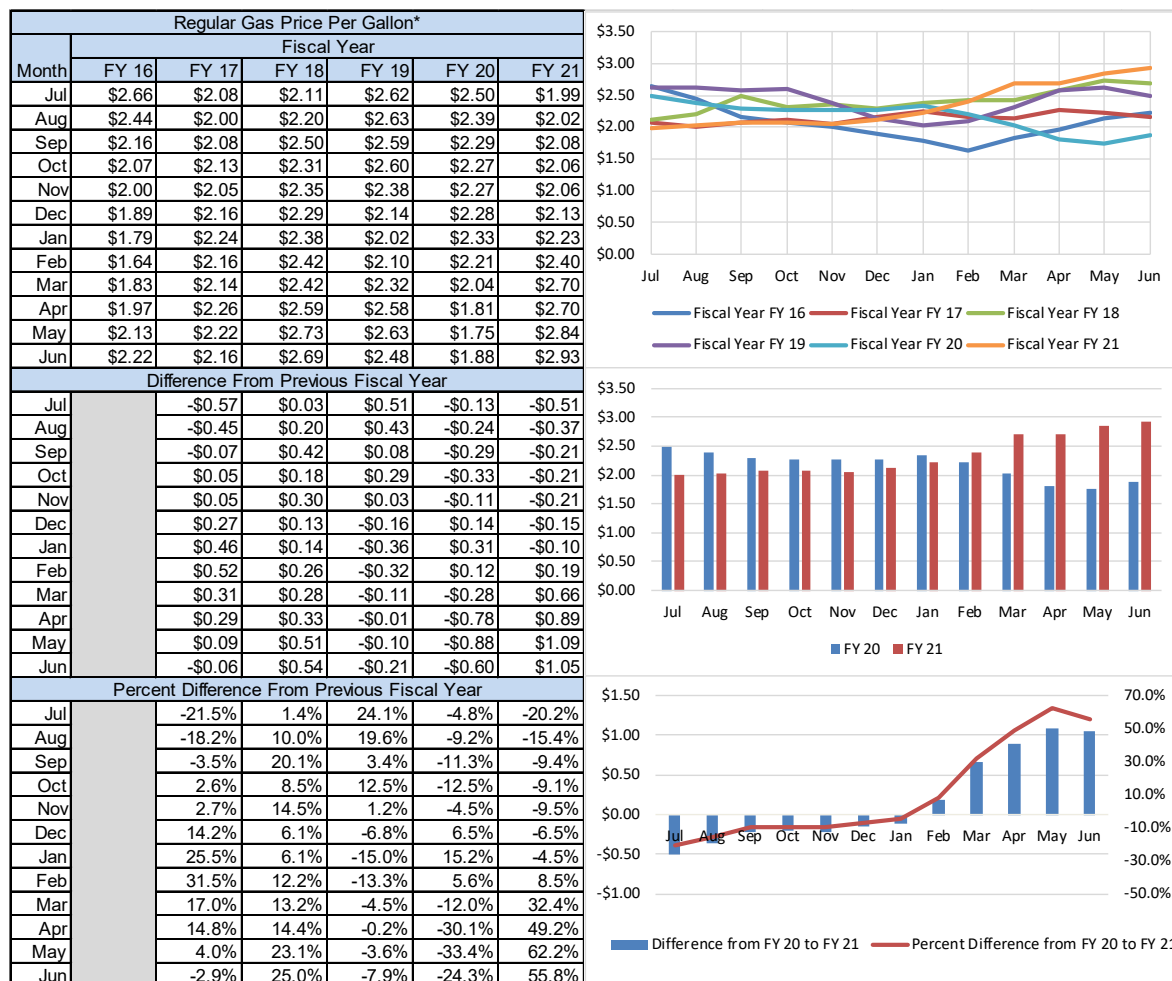 Regular Gas Price Per Gallon*
Fiscal Year
Month FY 16 FY 17 FY 18 FY 19 FY 20 FY 21
Jul $2.66 $2.08 $2.11 $2.62 $2.50 $1.99
Aug $2.44 $2.00 $2.20 $2.63 $2.39 $2.02
Sep $2.16 $2.08 $2.50 $2.59 $2.29 $2.08
Oct $2.07 $2.13 $2.31 $2.60 $2.27 $2.06
Nov $2.00 $2.05 $2.35 $2.38 $2.27 $2.06
Dec $1.89 $2.16 $2.29 $2.14 $2.28 $2.13
Jan $1.79 $2.24 $2.38 $2.02 $2.33 $2.23
Feb $1.64 $2.16 $2.42 $2.10 $2.21 $2.40
Mar $1.83 $2.14 $2.42 $2.32 $2.04 $2.70
Apr $1.97 $2.26 $2.59 $2.58 $1.81 $2.70
May $2.13 $2.22 $2.73 $2.63 $1.75 $2.84
Jun $2.22 $2.16 $2.69 $2.48 $1.88 $2.93
Difference From Previous Fiscal Year
Jul -$0.57 $0.03 $0.51 -$0.13 -$0.51
Aug -$0.45 $0.20 $0.43 -$0.24 -$0.37
Sep -$0.07 $0.42 $0.08 -$0.29 -$0.21
Oct $0.05 $0.18 $0.29 -$0.33 -$0.21
Nov $0.05 $0.30 $0.03 -$0.11 -$0.21
Dec $0.27 $0.13 -$0.16 $0.14 -$0.15
Jan $0.46 $0.14 -$0.36 $0.31 -$0.10
Feb $0.52 $0.26 -$0.32 $0.12 $0.19
Mar $0.31 $0.28 -$0.11 -$0.28 $0.66
Apr $0.29 $0.33 -$0.01 -$0.78 $0.89
May $0.09 $0.51 -$0.10 -$0.88 $1.09
Jun -$0.06 $0.54 -$0.21 -$0.60 $1.05
Percent Difference From Previous Fiscal Year
Jul -21.5% 1.4% 24.1% -4.8% -20.2%
Aug -18.2% 10.0% 19.6% -9.2% -15.4%
Sep -3.5% 20.1% 3.4% -11.3% -9.4%
Oct 2.6% 8.5% 12.5% -12.5% -9.1%
Nov 2.7% 14.5% 1.2% -4.5% -9.5%
Dec 14.2% 6.1% -6.8% 6.5% -6.5%
Jan 25.5% 6.1% -15.0% 15.2% -4.5%
Feb 31.5% 12.2% -13.3% 5.6% 8.5%
Mar 17.0% 13.2% -4.5% -12.0% 32.4%
Apr 14.8% 14.4% -0.2% -30.1% 49.2%
May 4.0% 23.1% -3.6% -33.4% 62.2%
Jun -2.9% 25.0% -7.9% -24.3% 55.8%
$3.50
$3.00
$2.50
$2.00
$1.50
$1.00
$0.50
$0.00
Jul Aug Sep Oct Nov Dec Jan Feb Mar Apr May Jun
Fiscal Year FY 16 Fiscal Year FY 17 Fiscal Year FY 18
Fiscal Year FY 19 Fiscal Year FY 20 Fiscal Year FY 21
$3.50
$3.00
$2.50
$2.00
$1.50
$1.00
$0.50
$0.00
Jul Aug Sep Oct Nov Dec Jan Feb Mar Apr May Jun
FY 20 FY 21
$1.50 70.0%
$1.00 50.0%
$0.50 30.0%
$0.00 10.0%
Jul Aug Sep Oct Nov Dec Jan Feb Mar Apr May Jun -10.0%
-$0.50 -30.0%
-$1.00 -50.0%
Difference from FY 20 to FY 21 Percent Difference from FY 20 to FY 21